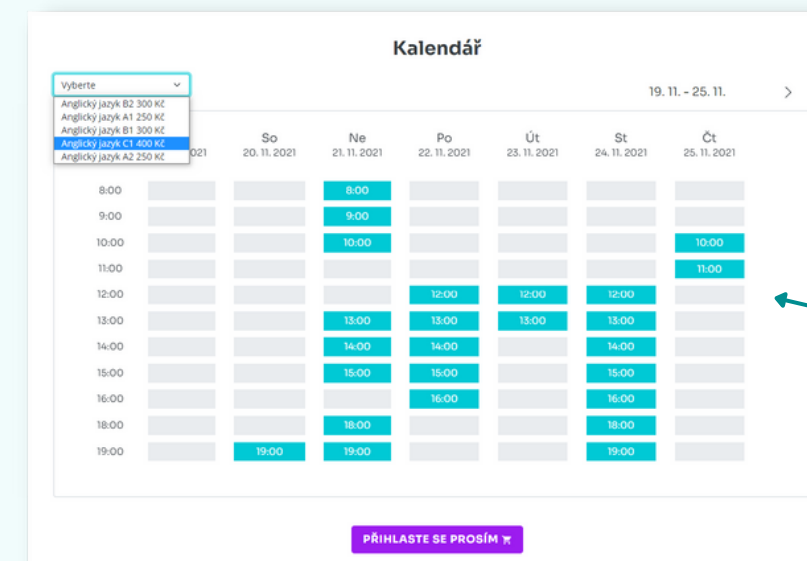 Kalendář
Vyberte
19. 11. - 25. 11.
Anglický jazyk B2 300 Kč
Anglický jazyk A1 250 Kč
Anglický jazyk B1 300 Kč
Anglický jazyk C1 400 Kč
Anglický jazyk A2 250 Kč
So Ne Po Út St Čt
021 20. 11. 2021 21. 11. 2021 22. 11. 2021 23. 11. 2021 24. 11. 2021 25. 11. 2021
8:00 8:00
9:00 9:00
10:00 10:00 10:00
11:00 11:00
12:00 12:00 12:00 12:00
13:00 13:00 13:00 13:00 13:00
14:00 14:00 14:00 14:00
15:00 15:00 15:00 15:00
16:00 16:00 16:00
18:00 18:00 18:00
19:00 19:00 19:00 19:00
PŘIHLASTE SE PROSÍM